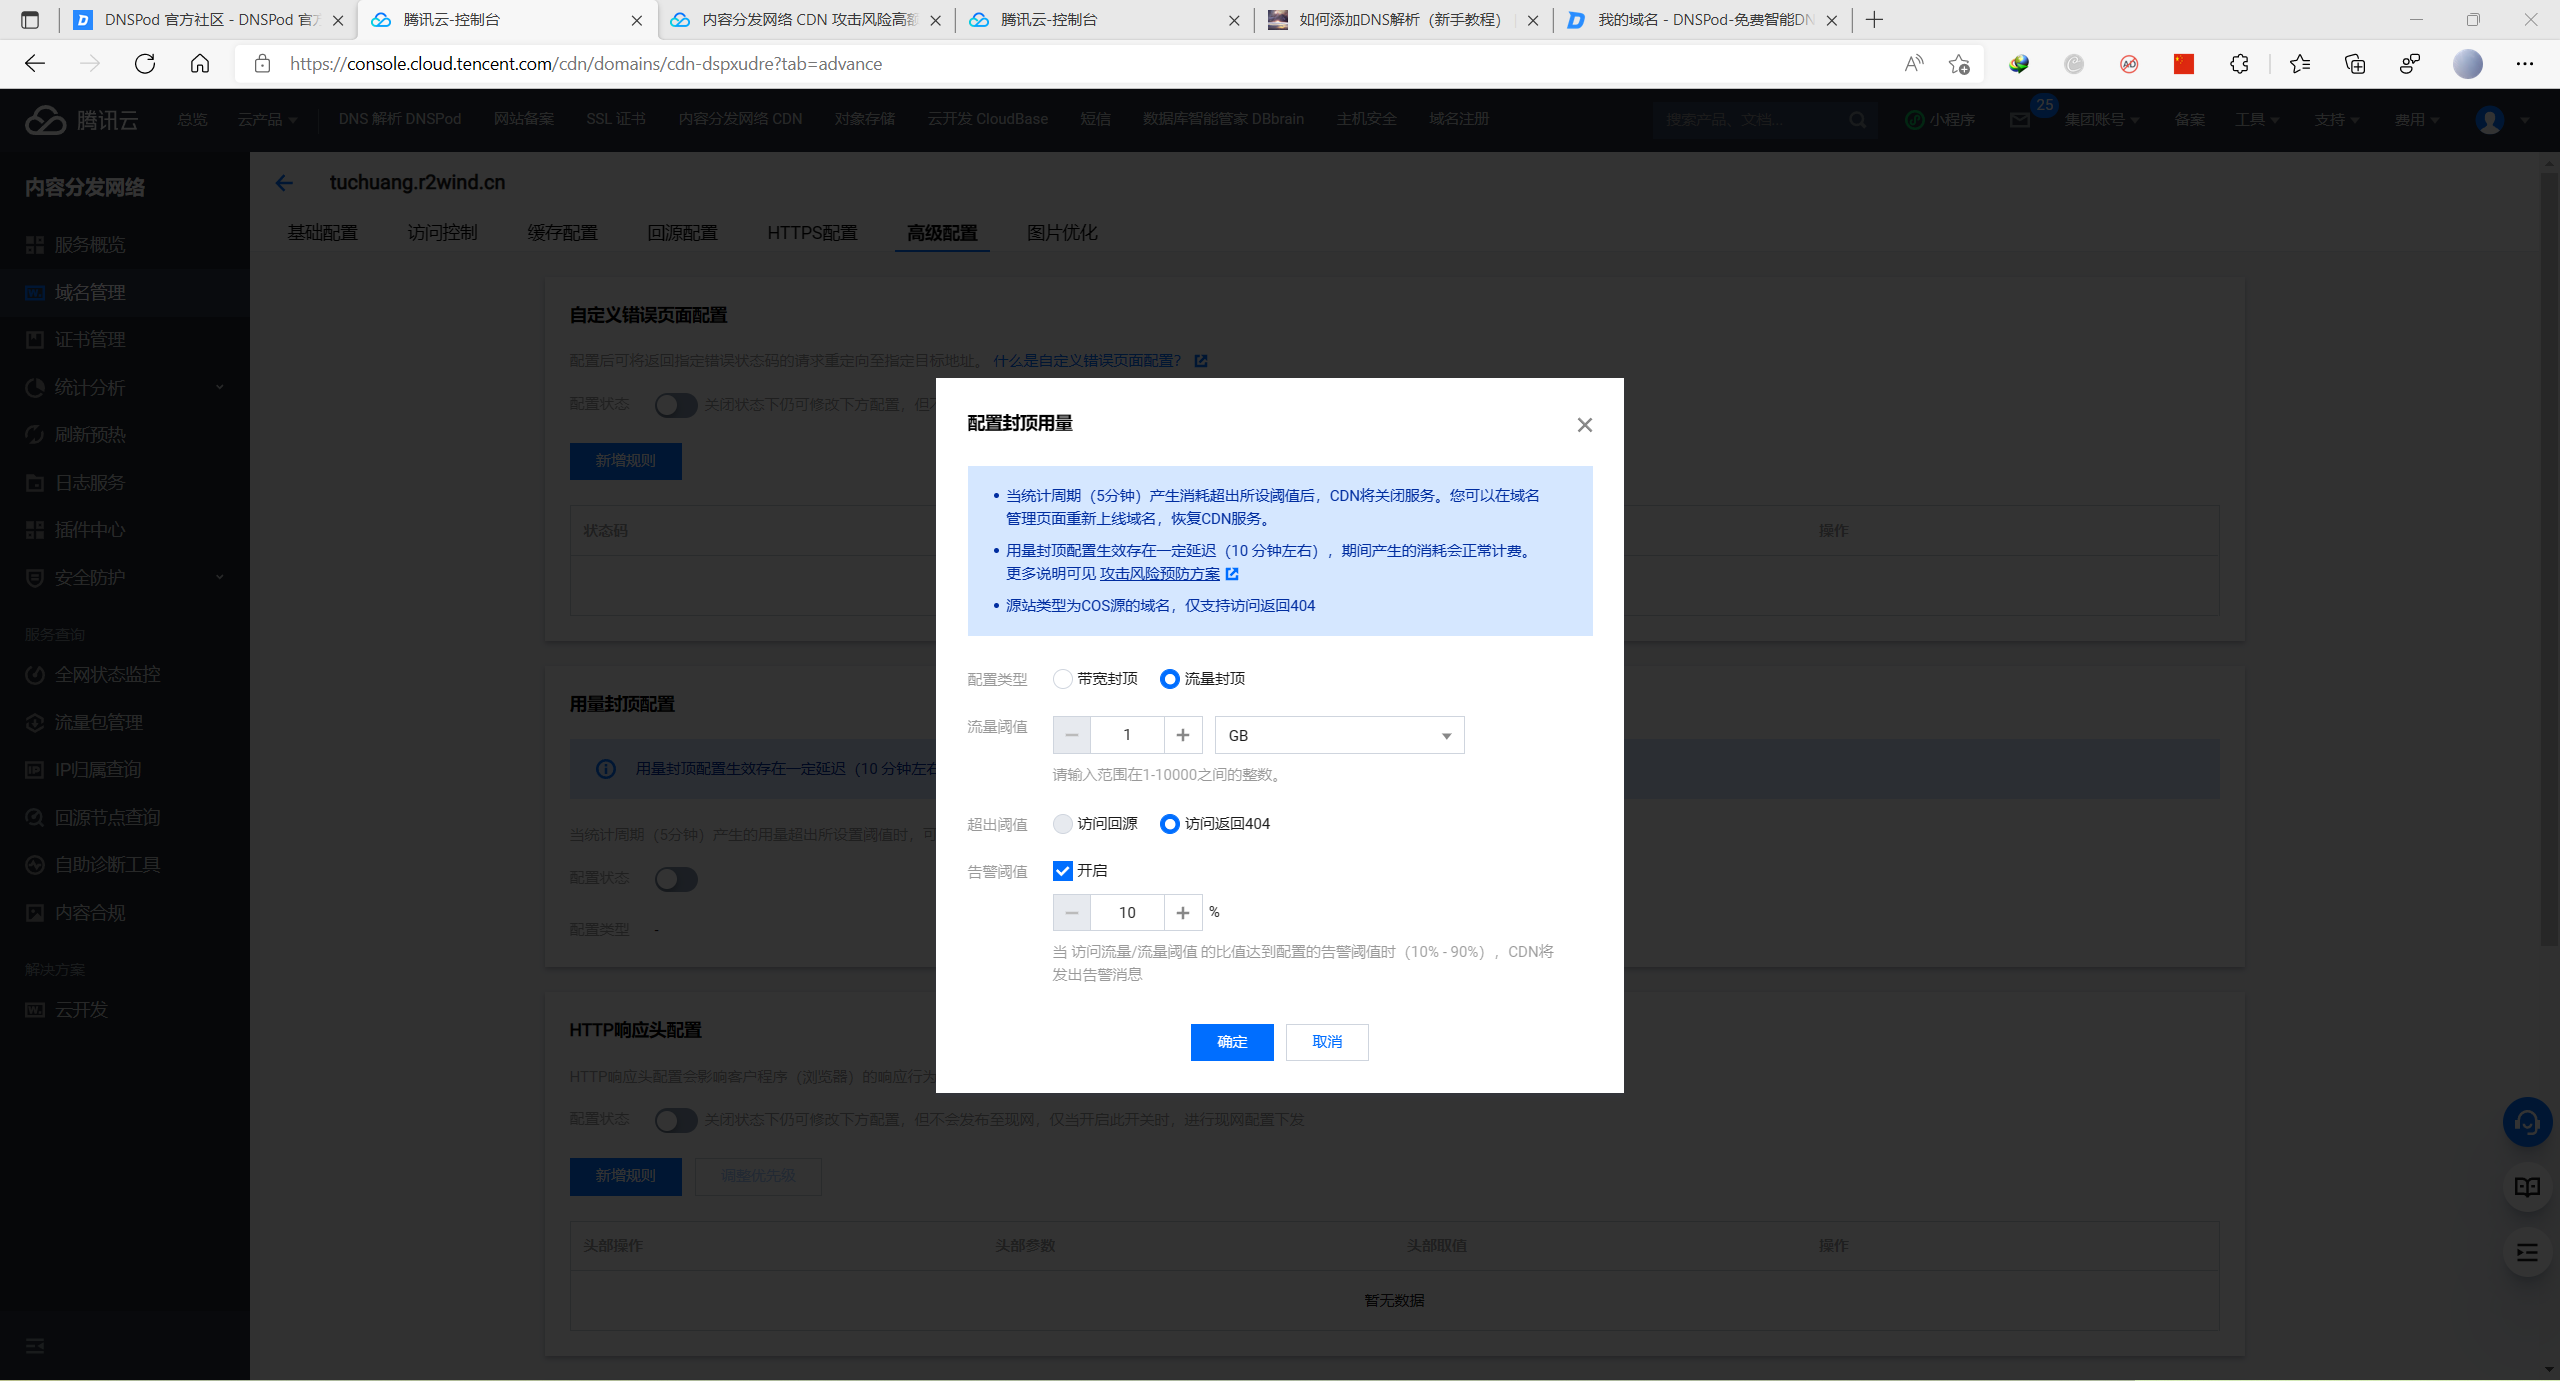 DNSPod 官方社区 - DNSPod 官方
腾讯云-控制台
内容分发网络 CDN 攻击风险高额
腾讯云-控制台
如何添加DNS解析（新手教程）
我的域名 - DNSPod-免费智能DN
https://console.cloud.tencent.com/cdn/domains/cdn-dspxudre?tab=advance
腾讯云
总览
云产品
DNS 解析 DNSPod
网站备案
SSL 证书
内容分发网络 CDN
对象存储
云开发 CloudBase
短信
数据库智能管家 DBbrain
主机安全
域名注册
搜索产品、文档...
小程序
25
集团账号
备案
工具
支持
费用
内容分发网络
服务概览
域名管理
证书管理
统计分析
刷新预热
日志服务
插件中心
安全防护
服务查询
全网状态监控
流量包管理
IP归属查询
回源节点查询
自助诊断工具
内容合规
解决方案
云开发
tuchuang.r2wind.cn
基础配置
访问控制
缓存配置
回源配置
HTTPS配置
高级配置
图片优化
自定义错误页面配置
配置后可将返回指定错误状态码的请求重定向至指定目标地址。 什么是自定义错误页面配置？
配置状态
关闭状态下仍可修改下方配置，但不
新增规则
状态码
操作
用量封顶配置
用量封顶配置生效存在一定延迟（10 分钟左右
当统计周期（5分钟）产生的用量超出所设置阈值时，可
配置状态
配置类型 -
HTTP响应头配置
HTTP响应头配置会影响客户程序（浏览器）的响应行为
配置状态
关闭状态下仍可修改下方配置，但不会发布至现网，仅当开启此开关时，进行现网配置下发
新增规则
调整优先级
头部操作
头部参数
头部取值
操作
暂无数据
配置封顶用量
• 当统计周期（5分钟）产生消耗超出所设阈值后，CDN将关闭服务。您可以在域名
管理页面重新上线域名，恢复CDN服务。
• 用量封顶配置生效存在一定延迟（10 分钟左右），期间产生的消耗会正常计费。
更多说明可见 攻击风险预防方案
• 源站类型为COS源的域名，仅支持访问返回404
配置类型
带宽封顶
流量封顶
流量阈值
1
GB
请输入范围在1-10000之间的整数。
超出阈值
访问回源
访问返回404
告警阈值
开启
10
%
当 访问流量/流量阈值 的比值达到配置的告警阈值时（10% - 90%），CDN将
发出告警消息
确定
取消